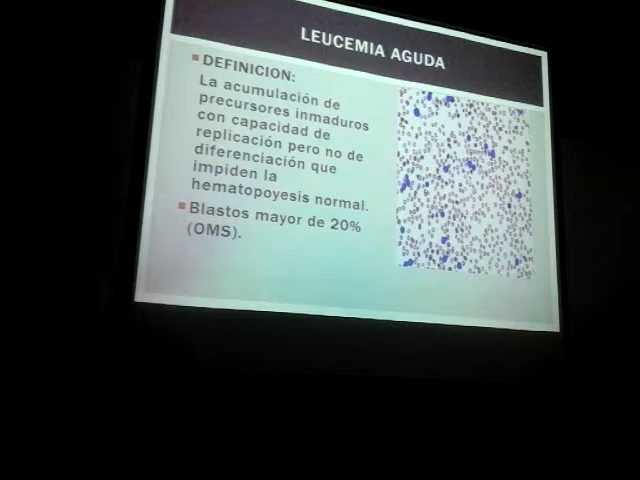 LEUCEMIA AGUDA
DEFINICION:
La acumulación de
precursores inmaduros
con capacidad de
replicación pero no de
diferenciación que
impiden la
hematopoyesis normal.
Blastos mayor de 20%
(OMS).